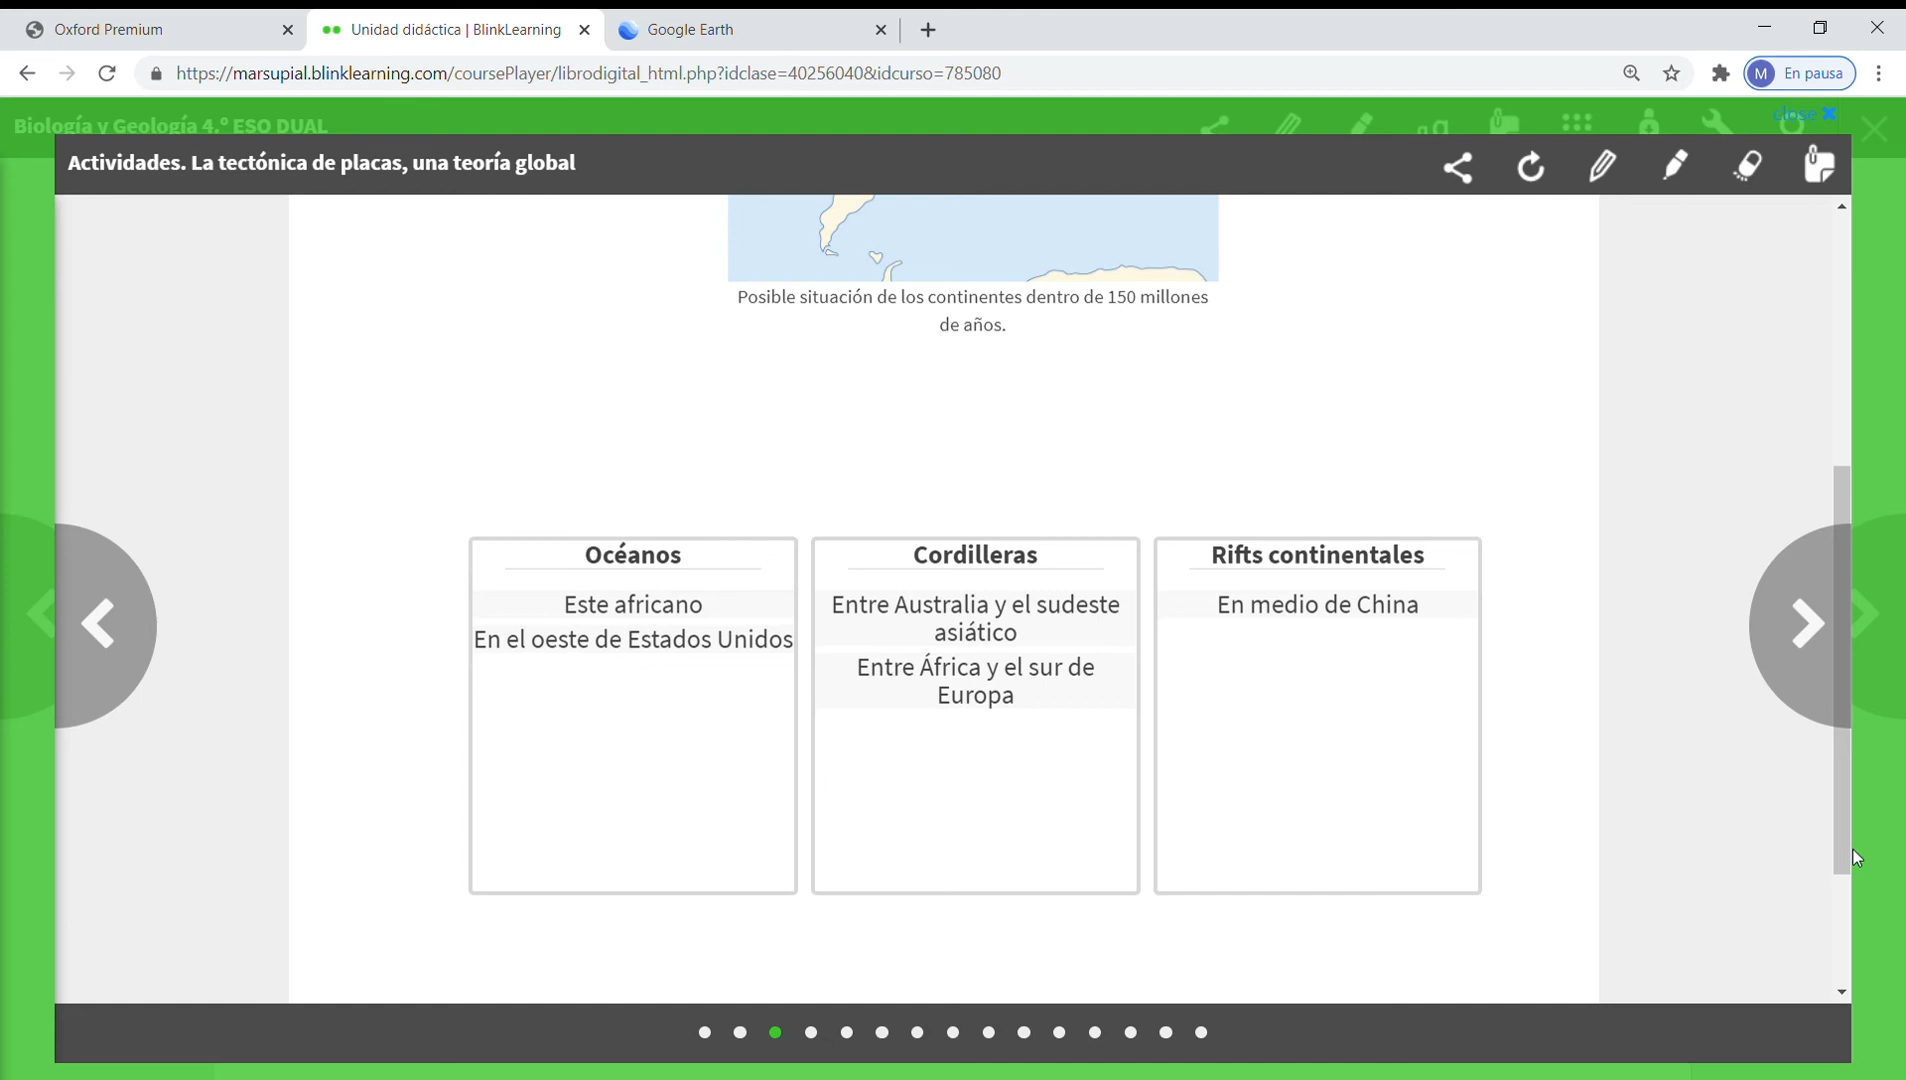 Oxford Premium
Unidad didáctica | BlinkLearning
Google Earth
https://marsupial.blinklearning.com/coursePlayer/librodigital_html.php?idclase=40256040&idcurso=785080
M En pausa
Biología y Geología 4.º ESO DUAL
close
Actividades. La tectónica de placas, una teoría global
Posible situación de los continentes dentro de 150 millones
de años.
Océanos
Este africano
En el oeste de Estados Unidos
Cordilleras
Entre Australia y el sudeste
asiático
Entre África y el sur de
Europa
Rifts continentales
En medio de China